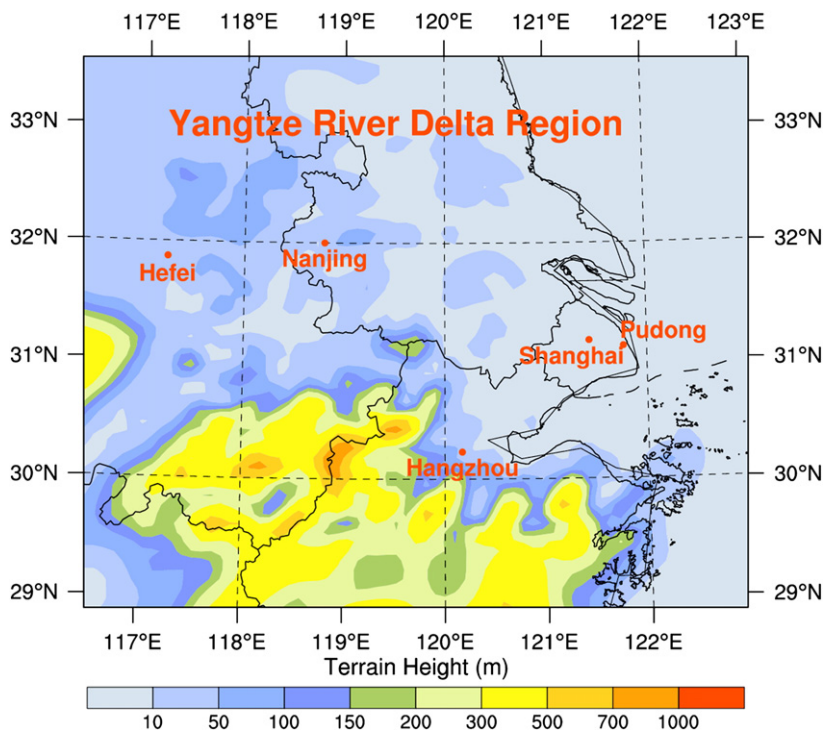 117°E 118°E 119°E 120°E 121°E 122°E 123°E
33°N Yangtze River Delta Region 33°N
32°N 32°N
Nanjing
Hefei
Pudong
31°N Shanghai 31°N
30°N Hangzhou 30°N
29°N 29°N
117°E 118°E 119°E 120°E 121°E 122°E
Terrain Height (m)
10 50 100 150 200 300 500 700 1000